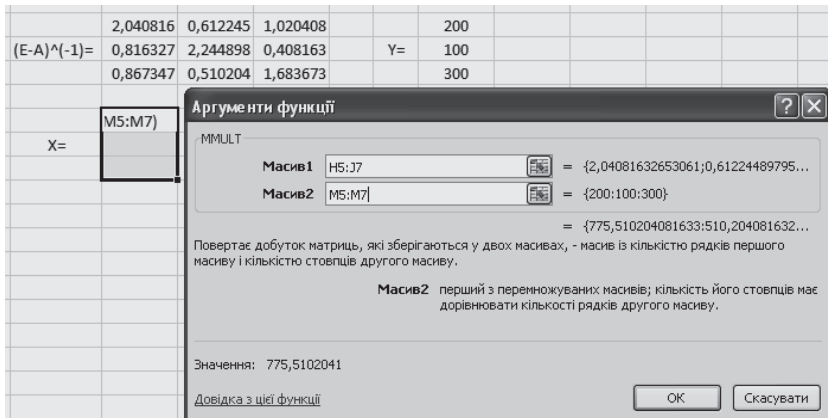 2,040816 0,612245 1,020408 200
(E-A)^(-1)= 0,816327 2,244898 0,408163 Y= 100
0,867347 0,510204 1,683673 300
M5:M7)
X=
Аргументи функції
MMULT
Масив1 H5:J7 = {2,04081632653061;0,61224489795...
Масив2 M5:M7 = {200:100:300}
= {775,510204081633:510,204081632...
Повертає добуток матриць, які зберігаються у двох масивах, - масив із кількістю рядків першого
масиву і кількістю стовпців другого масиву.
Масив2 перший з перемножуваних масивів; кількість його стовпців має
дорівнювати кількості рядків другого масиву.
Значення: 775,5102041
Довідка з цієї функції
OK Скасувати